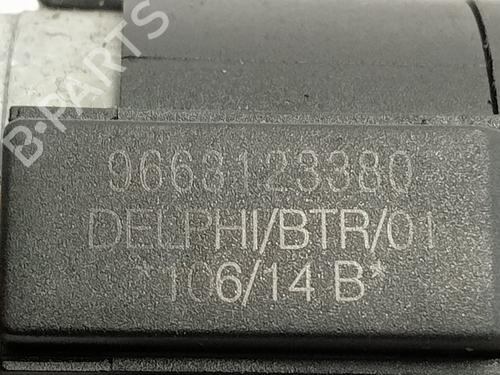 B-PARTS
9663123380
DELPHI/BTR/01
*106/14 B*